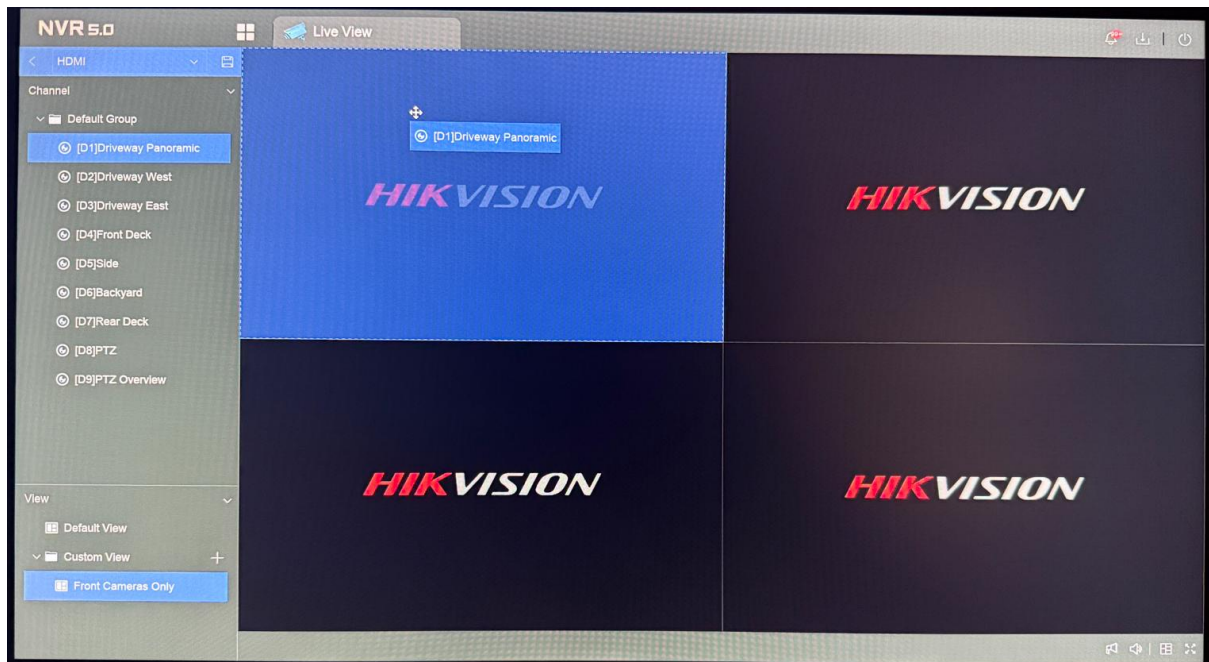 NVR 5.0
Live View
HDMI
Channel
Default Group
[D1]Driveway Panoramic
[D2]Driveway West
[D3]Driveway East
[D4]Front Deck
[D5]Side
[D6]Backyard
[D7]Rear Deck
[D8]PTZ
[D9]PTZ Overview
View
Default View
Custom View
Front Cameras Only
[D1]Driveway Panoramic
HIKVISION
HIKVISION
HIKVISION
HIKVISION